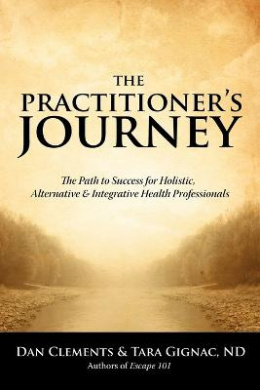 THE
PRACTITIONER'S
JOURNEY
The Path to Success for Holistic,
Alternative & Integrative Health Professionals
DAN CLEMENTS & TARA GIGNAC, ND
Authors of Escape 101